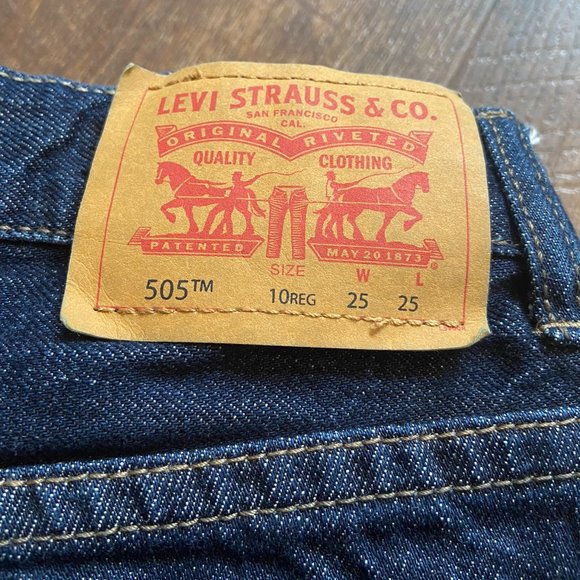 LEVI STRAUSS & CO.
SAN FRANCISCO
CAL.
ORIGINAL RIVETED
QUALITY CLOTHING
PATENTED MAY 20 1873
SIZE W L
505™ 10REG 25 25